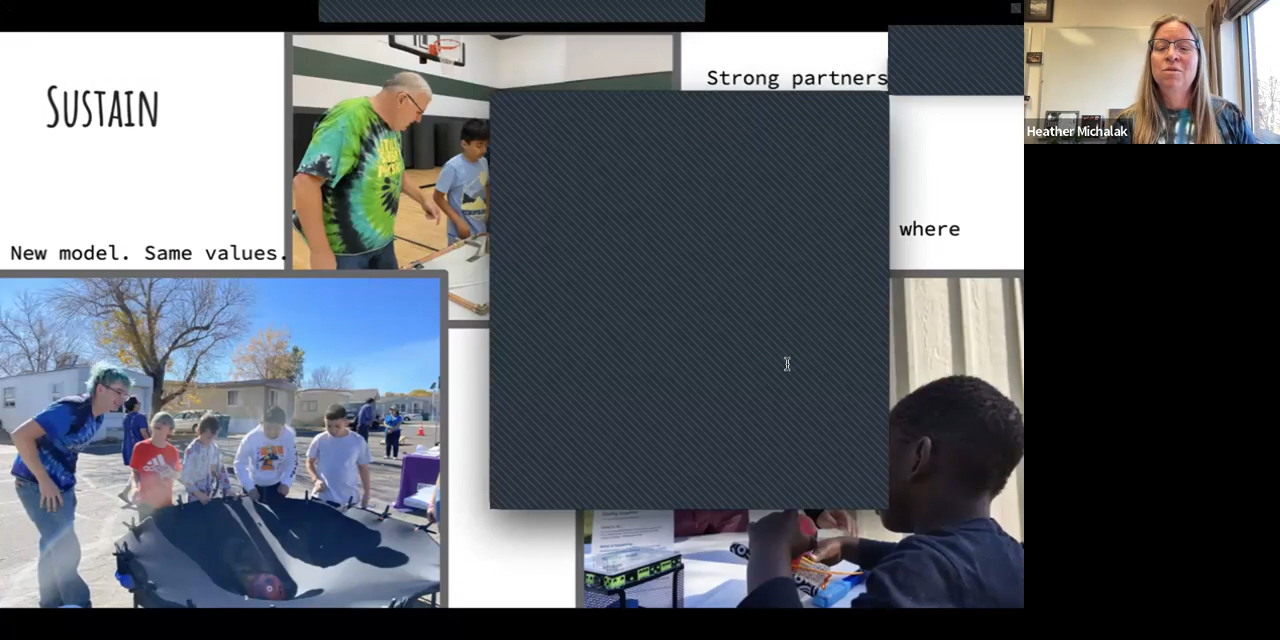 Sustain
New model. Same values.
Strong partners
where
Heather Michalak